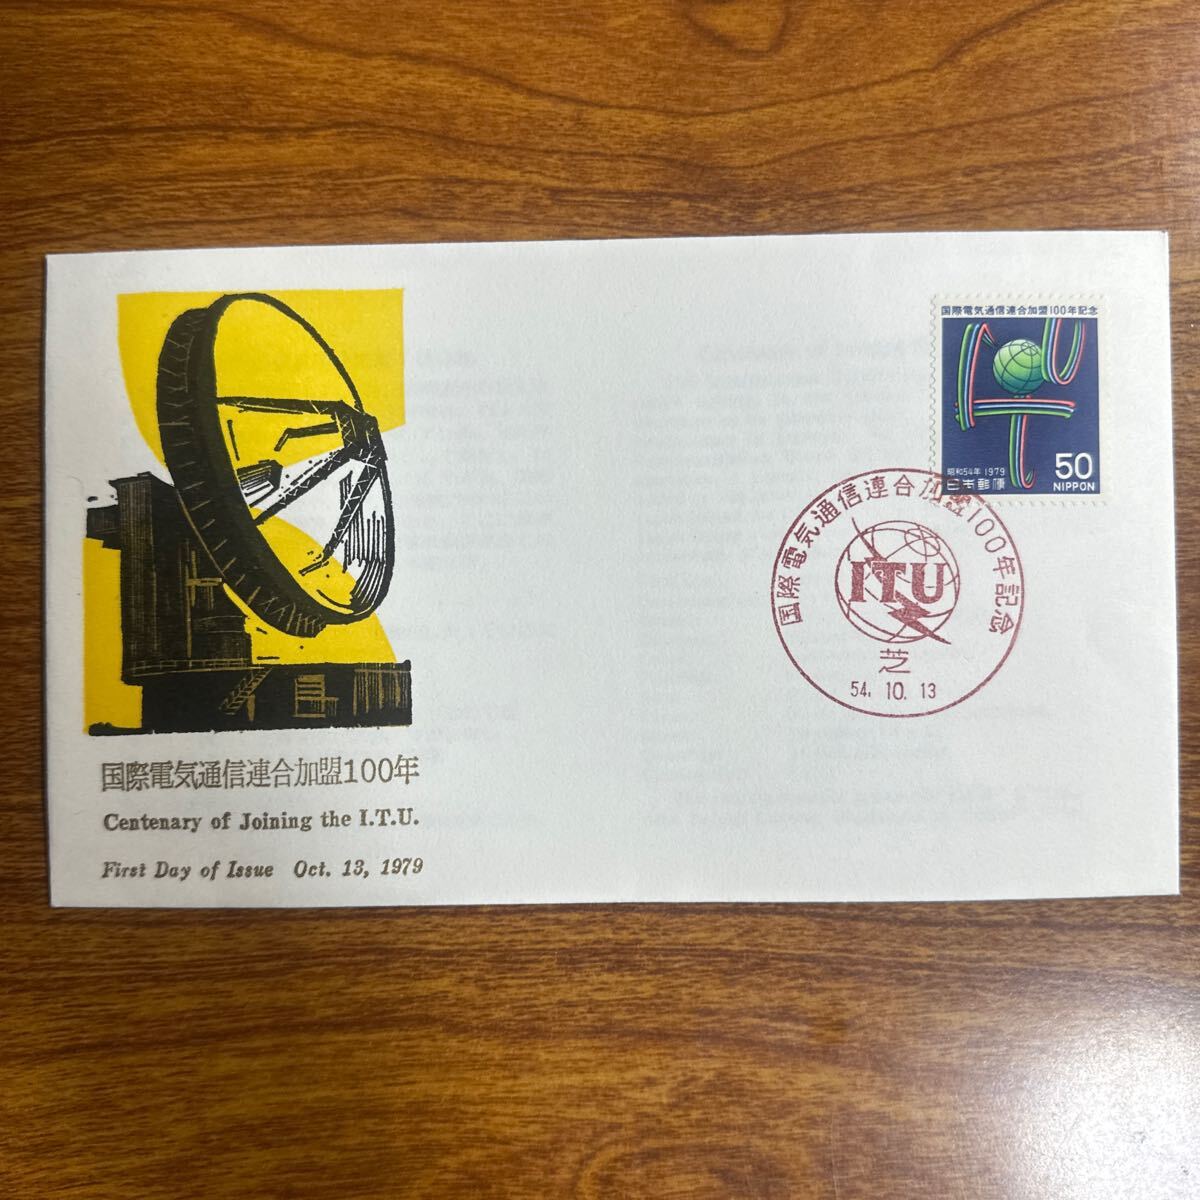 国際電気通信連合加盟100年記念
昭和54年 1979
日本郵便
50
NIPPON
国際電気通信連合加盟100年記念
ITU
芝
54. 10. 13
国際電気通信連合加盟100年
Centenary of Joining the I.T.U.
First Day of Issue Oct. 13, 1979